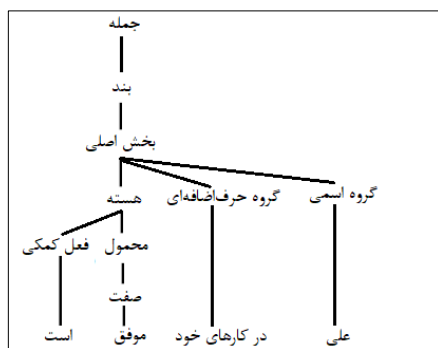 جمله
بند
بخش اصلی
گروه اسمی
گروه حرف‌اضافه‌ای
هسته
محمول
فعل کمکی
صفت
علی
در کارهای خود
موفق
است